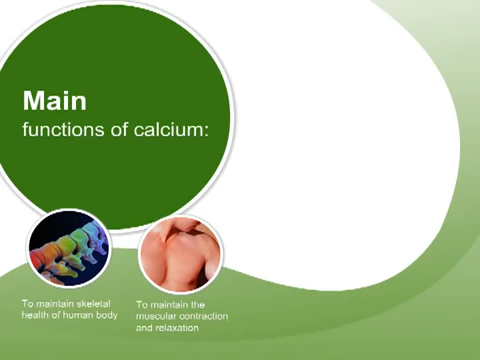 Main
functions of calcium:
To maintain skeletal
health of human body
To maintain the
muscular contraction
and relaxation